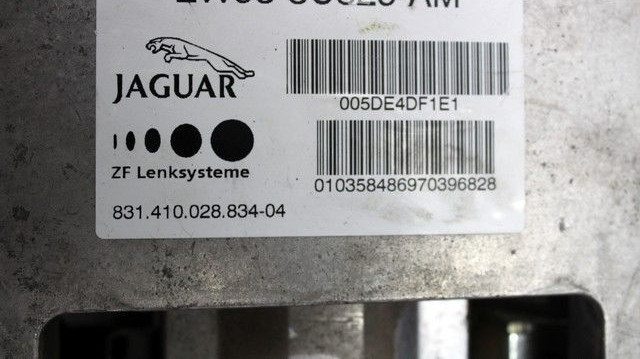 JAGUAR
005DE4DF1E1
ZF Lenksysteme
010358486970396828
831.410.028.834-04